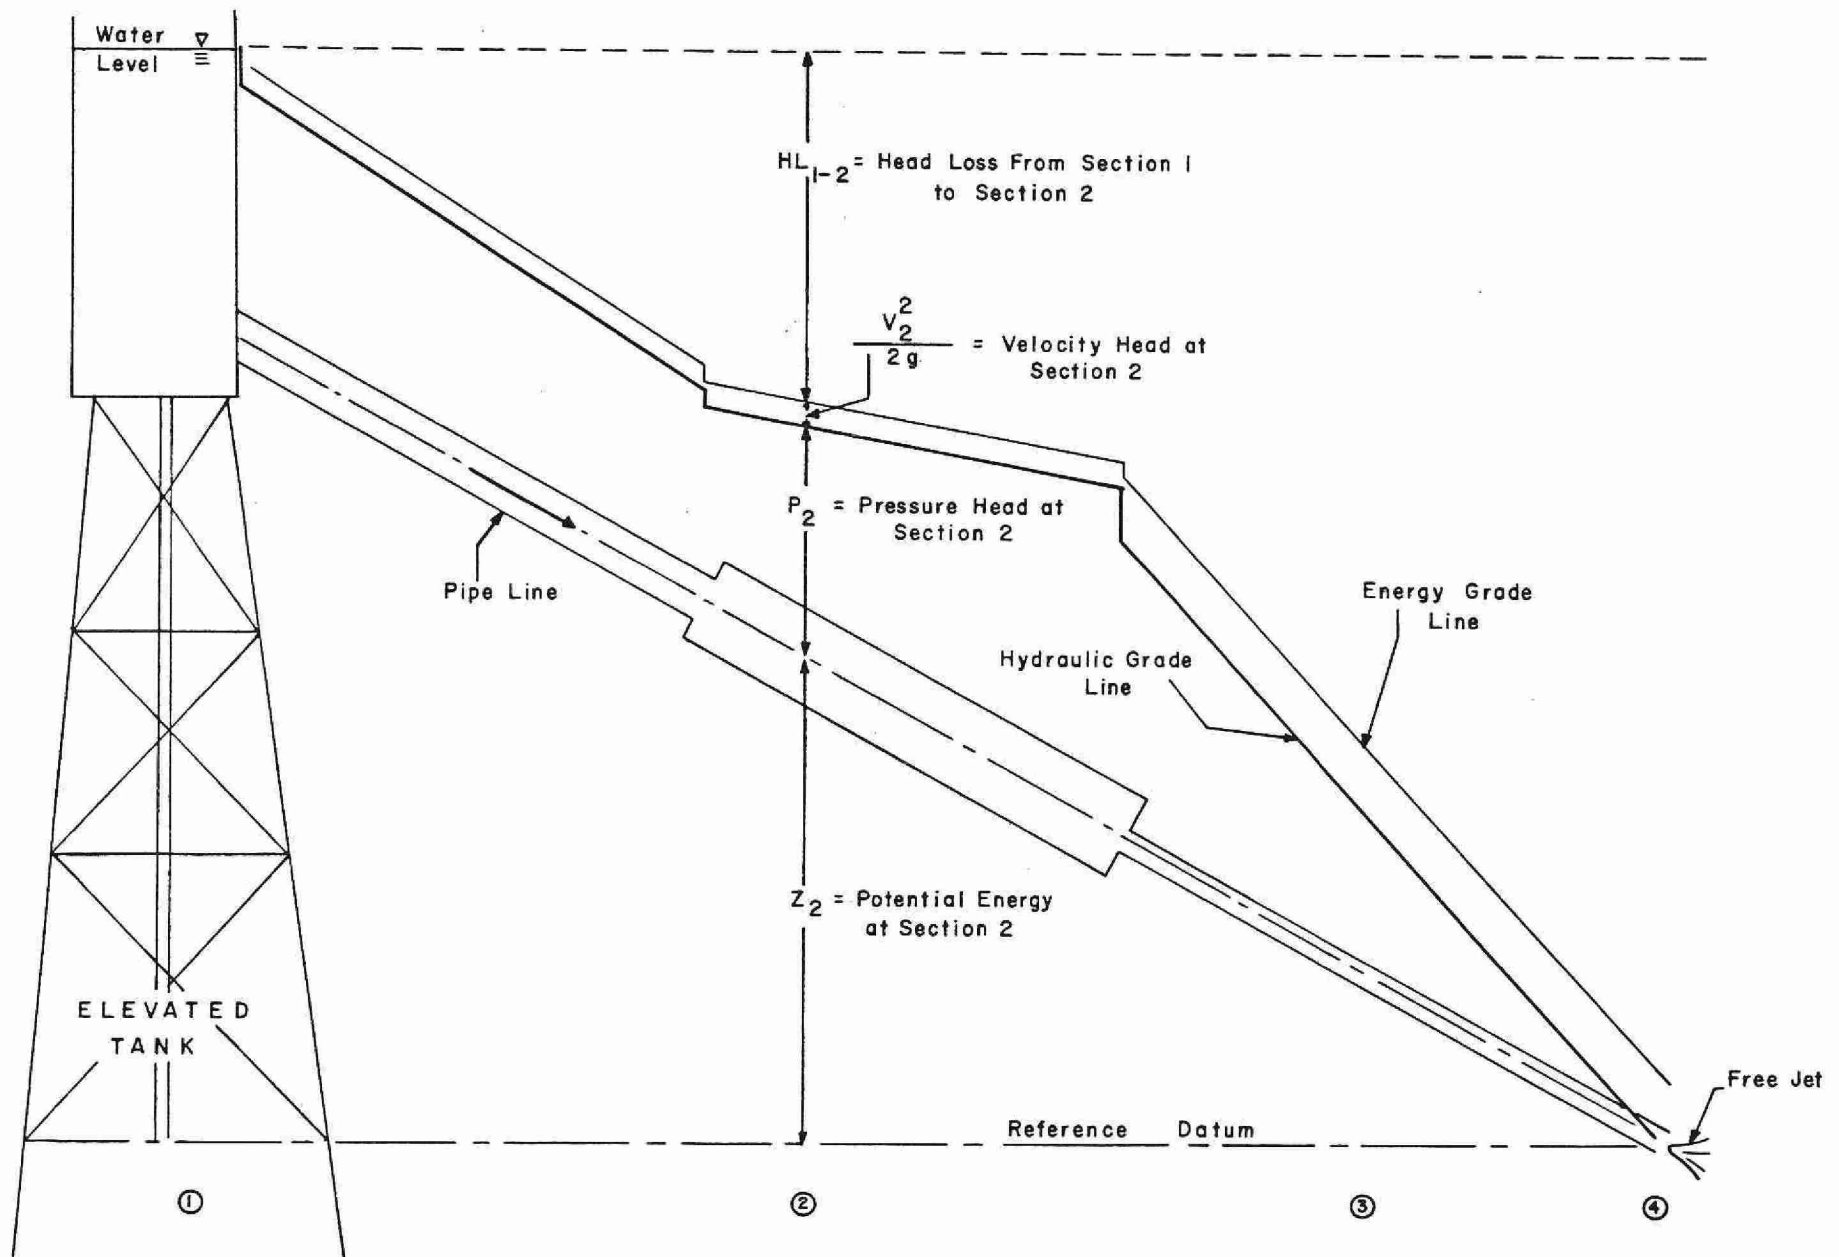 Water
Level
HL1-2 = Head Loss From Section 1
to Section 2
V2^2
2g
= Velocity Head at
Section 2
P2 = Pressure Head at
Section 2
Pipe Line
Energy Grade
Line
Hydraulic Grade
Line
Z2 = Potential Energy
at Section 2
ELEVATED
TANK
Free Jet
Reference Datum
① ② ③ ④